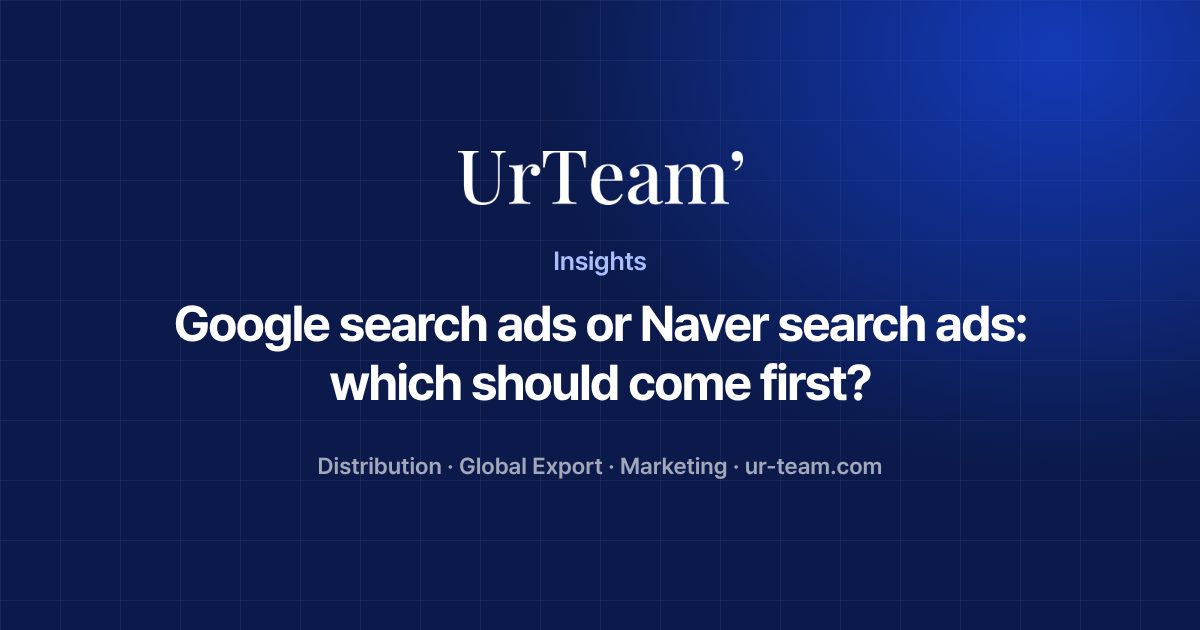 UrTeam’
Insights
Google search ads or Naver search ads:
which should come first?
Distribution · Global Export · Marketing · ur-team.com